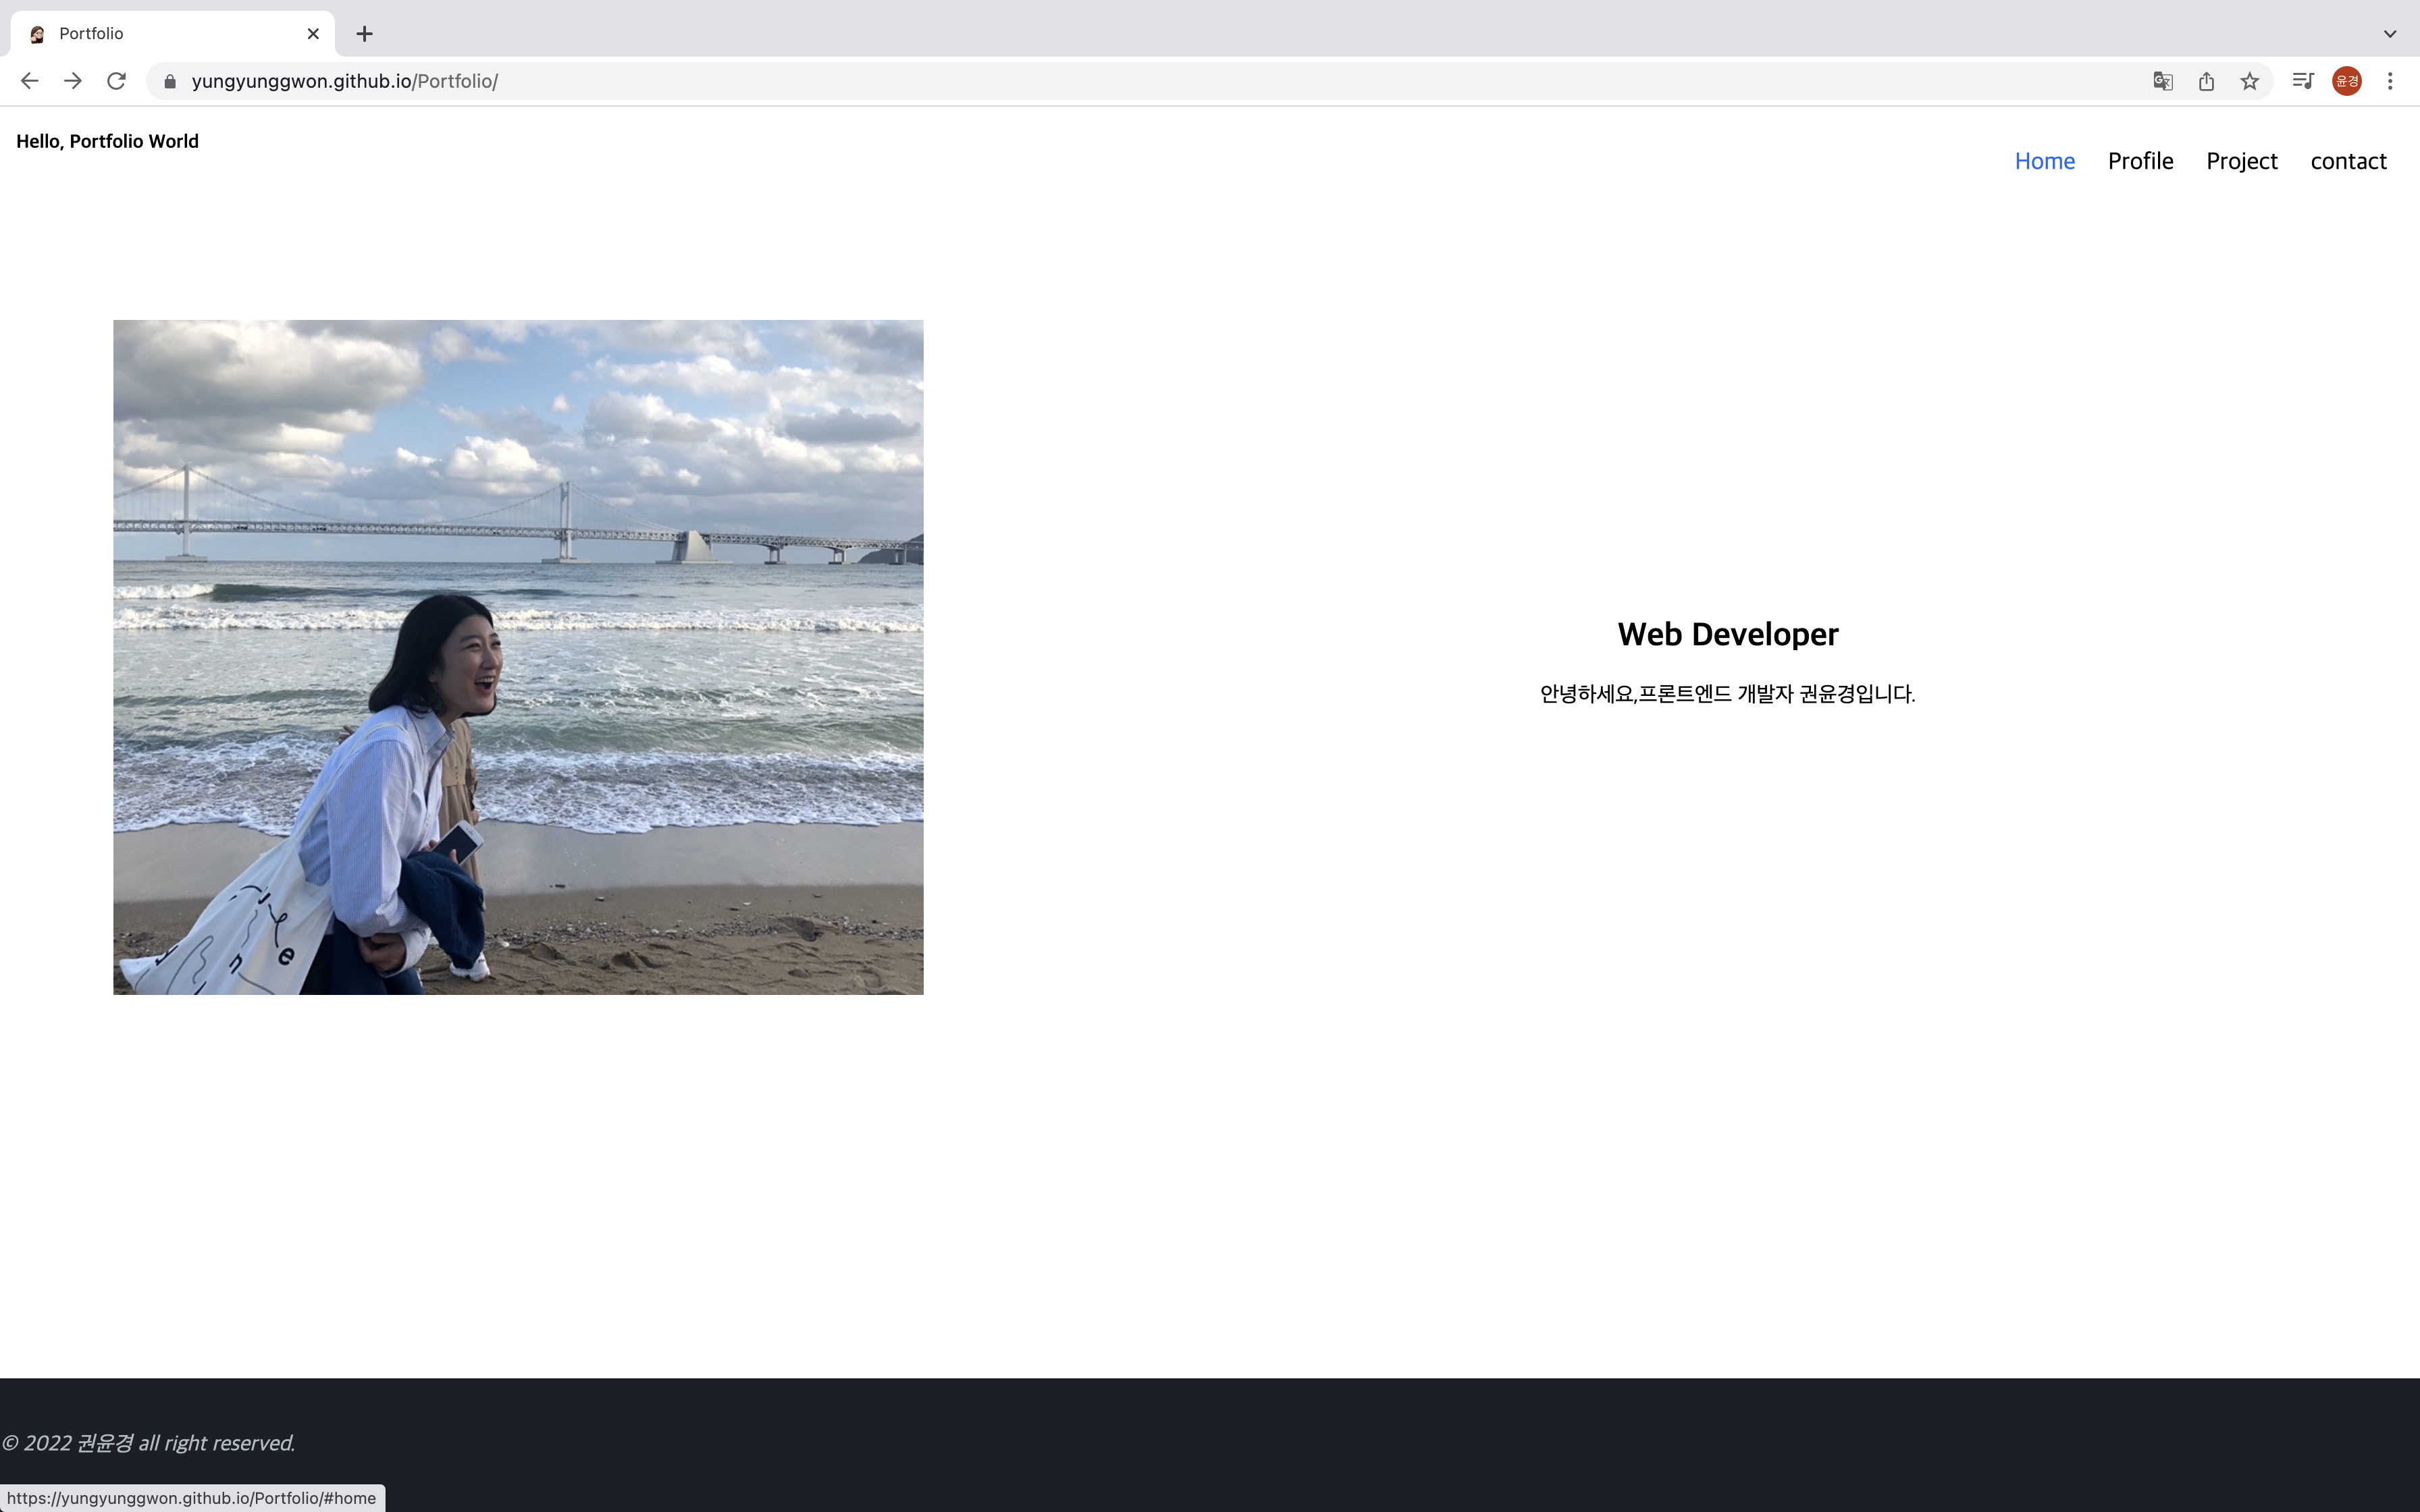 Portfolio
yungyunggwon.github.io/Portfolio/
윤경
Hello, Portfolio World
Home Profile Project contact
Web Developer
안녕하세요,프론트엔드 개발자 권윤경입니다.
© 2022 권윤경 all right reserved.
https://yungyunggwon.github.io/Portfolio/#home